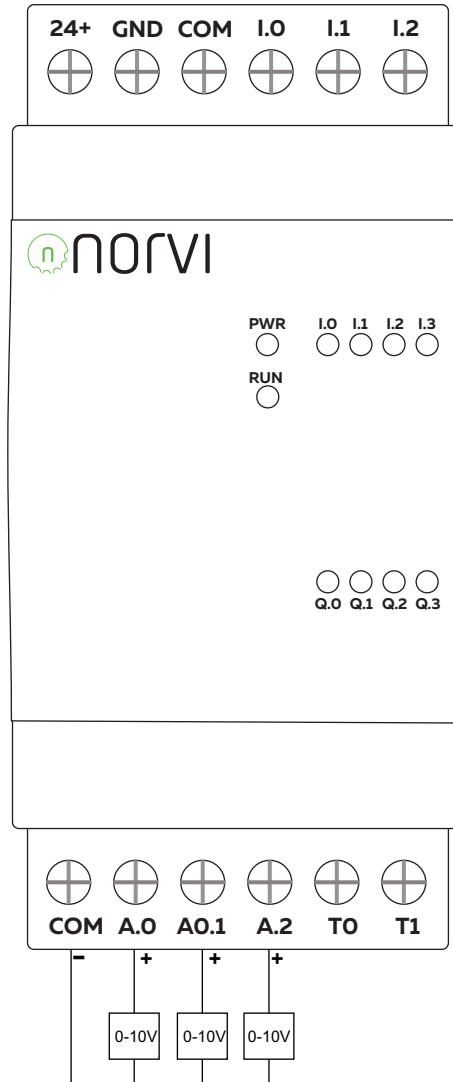 24+ GND COM I.0 I.1 I.2
n norvi
PWR I.0 I.1 I.2 I.3
RUN
Q.0 Q.1 Q.2 Q.3
COM A.0 A0.1 A.2 T0 T1
- + + +
0-10V 0-10V 0-10V